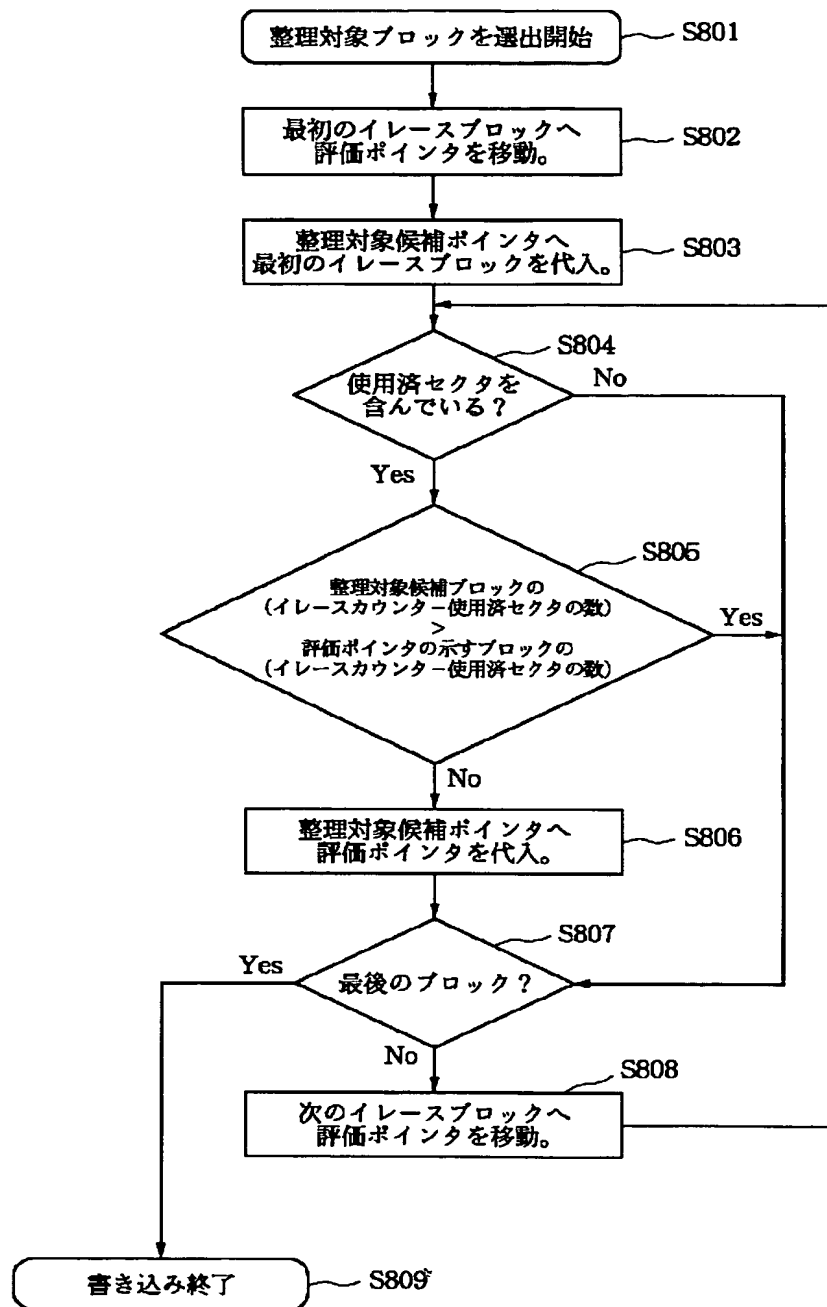 整理対象ブロックを選出開始
S801
最初のイレースブロックへ
評価ポインタを移動。
S802
整理対象候補ポインタへ
最初のイレースブロックを代入。
S803
S804
使用済セクタを
含んでいる？
No
Yes
S805
整理対象候補ブロックの
(イレースカウンター使用済セクタの数)
>
評価ポインタの示すブロックの
(イレースカウンター使用済セクタの数)
Yes
No
整理対象候補ポインタへ
評価ポインタを代入。
S806
S807
Yes
最後のブロック？
No
S808
次のイレースブロックへ
評価ポインタを移動。
書き込み終了
S809